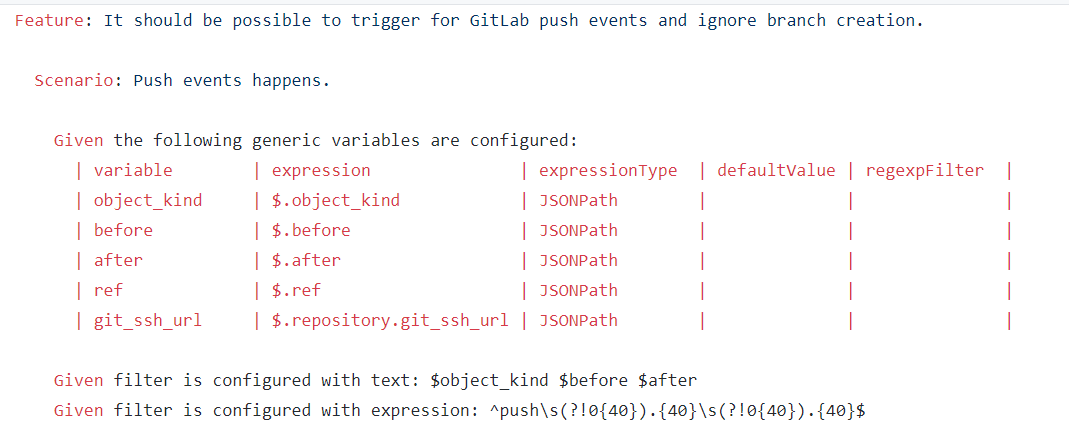 Feature: It should be possible to trigger for GitLab push events and ignore branch creation.
Scenario: Push events happens.
Given the following generic variables are configured:
| variable | expression | expressionType | defaultValue | regexpFilter |
| object_kind | $.object_kind | JSONPath | | |
| before | $.before | JSONPath | | |
| after | $.after | JSONPath | | |
| ref | $.ref | JSONPath | | |
| git_ssh_url | $.repository.git_ssh_url | JSONPath | | |
Given filter is configured with text: $object_kind $before $after
Given filter is configured with expression: ^push\s(?!0{40}).{40}\s(?!0{40}).{40}$